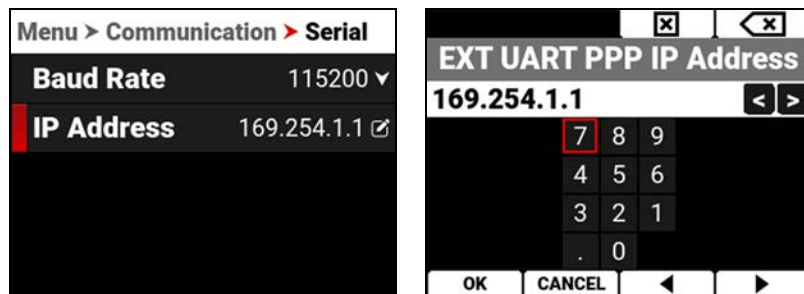 Menu > Communication > Serial
Baud Rate 115200
IP Address 169.254.1.1
EXT UART PPP IP Address
169.254.1.1 < >
7 8 9
4 5 6
3 2 1
. 0
OK CANCEL ◀ ▶